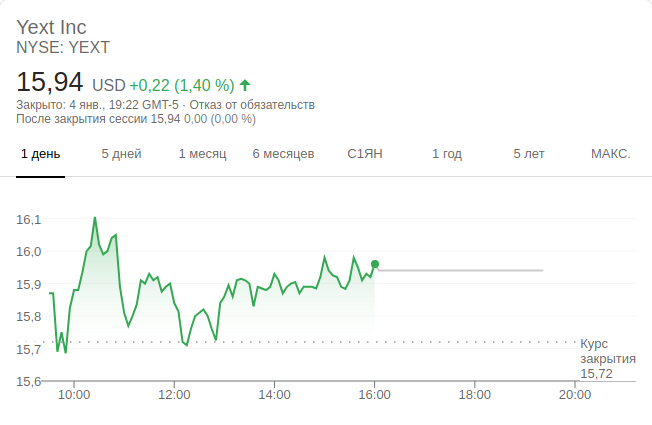 Yext Inc
NYSE: YEXT
15,94 USD +0,22 (1,40 %)
Закрыто: 4 янв., 19:22 GMT-5 · Отказ от обязательств
После закрытия сессии 15,94 0,00 (0,00 %)
1 день 5 дней 1 месяц 6 месяцев С1ЯН 1 год 5 лет МАКС.
16,1
16,0
15,9
15,8
15,7
15,6
Курс
закрытия
15,72
10:00 12:00 14:00 16:00 18:00 20:00